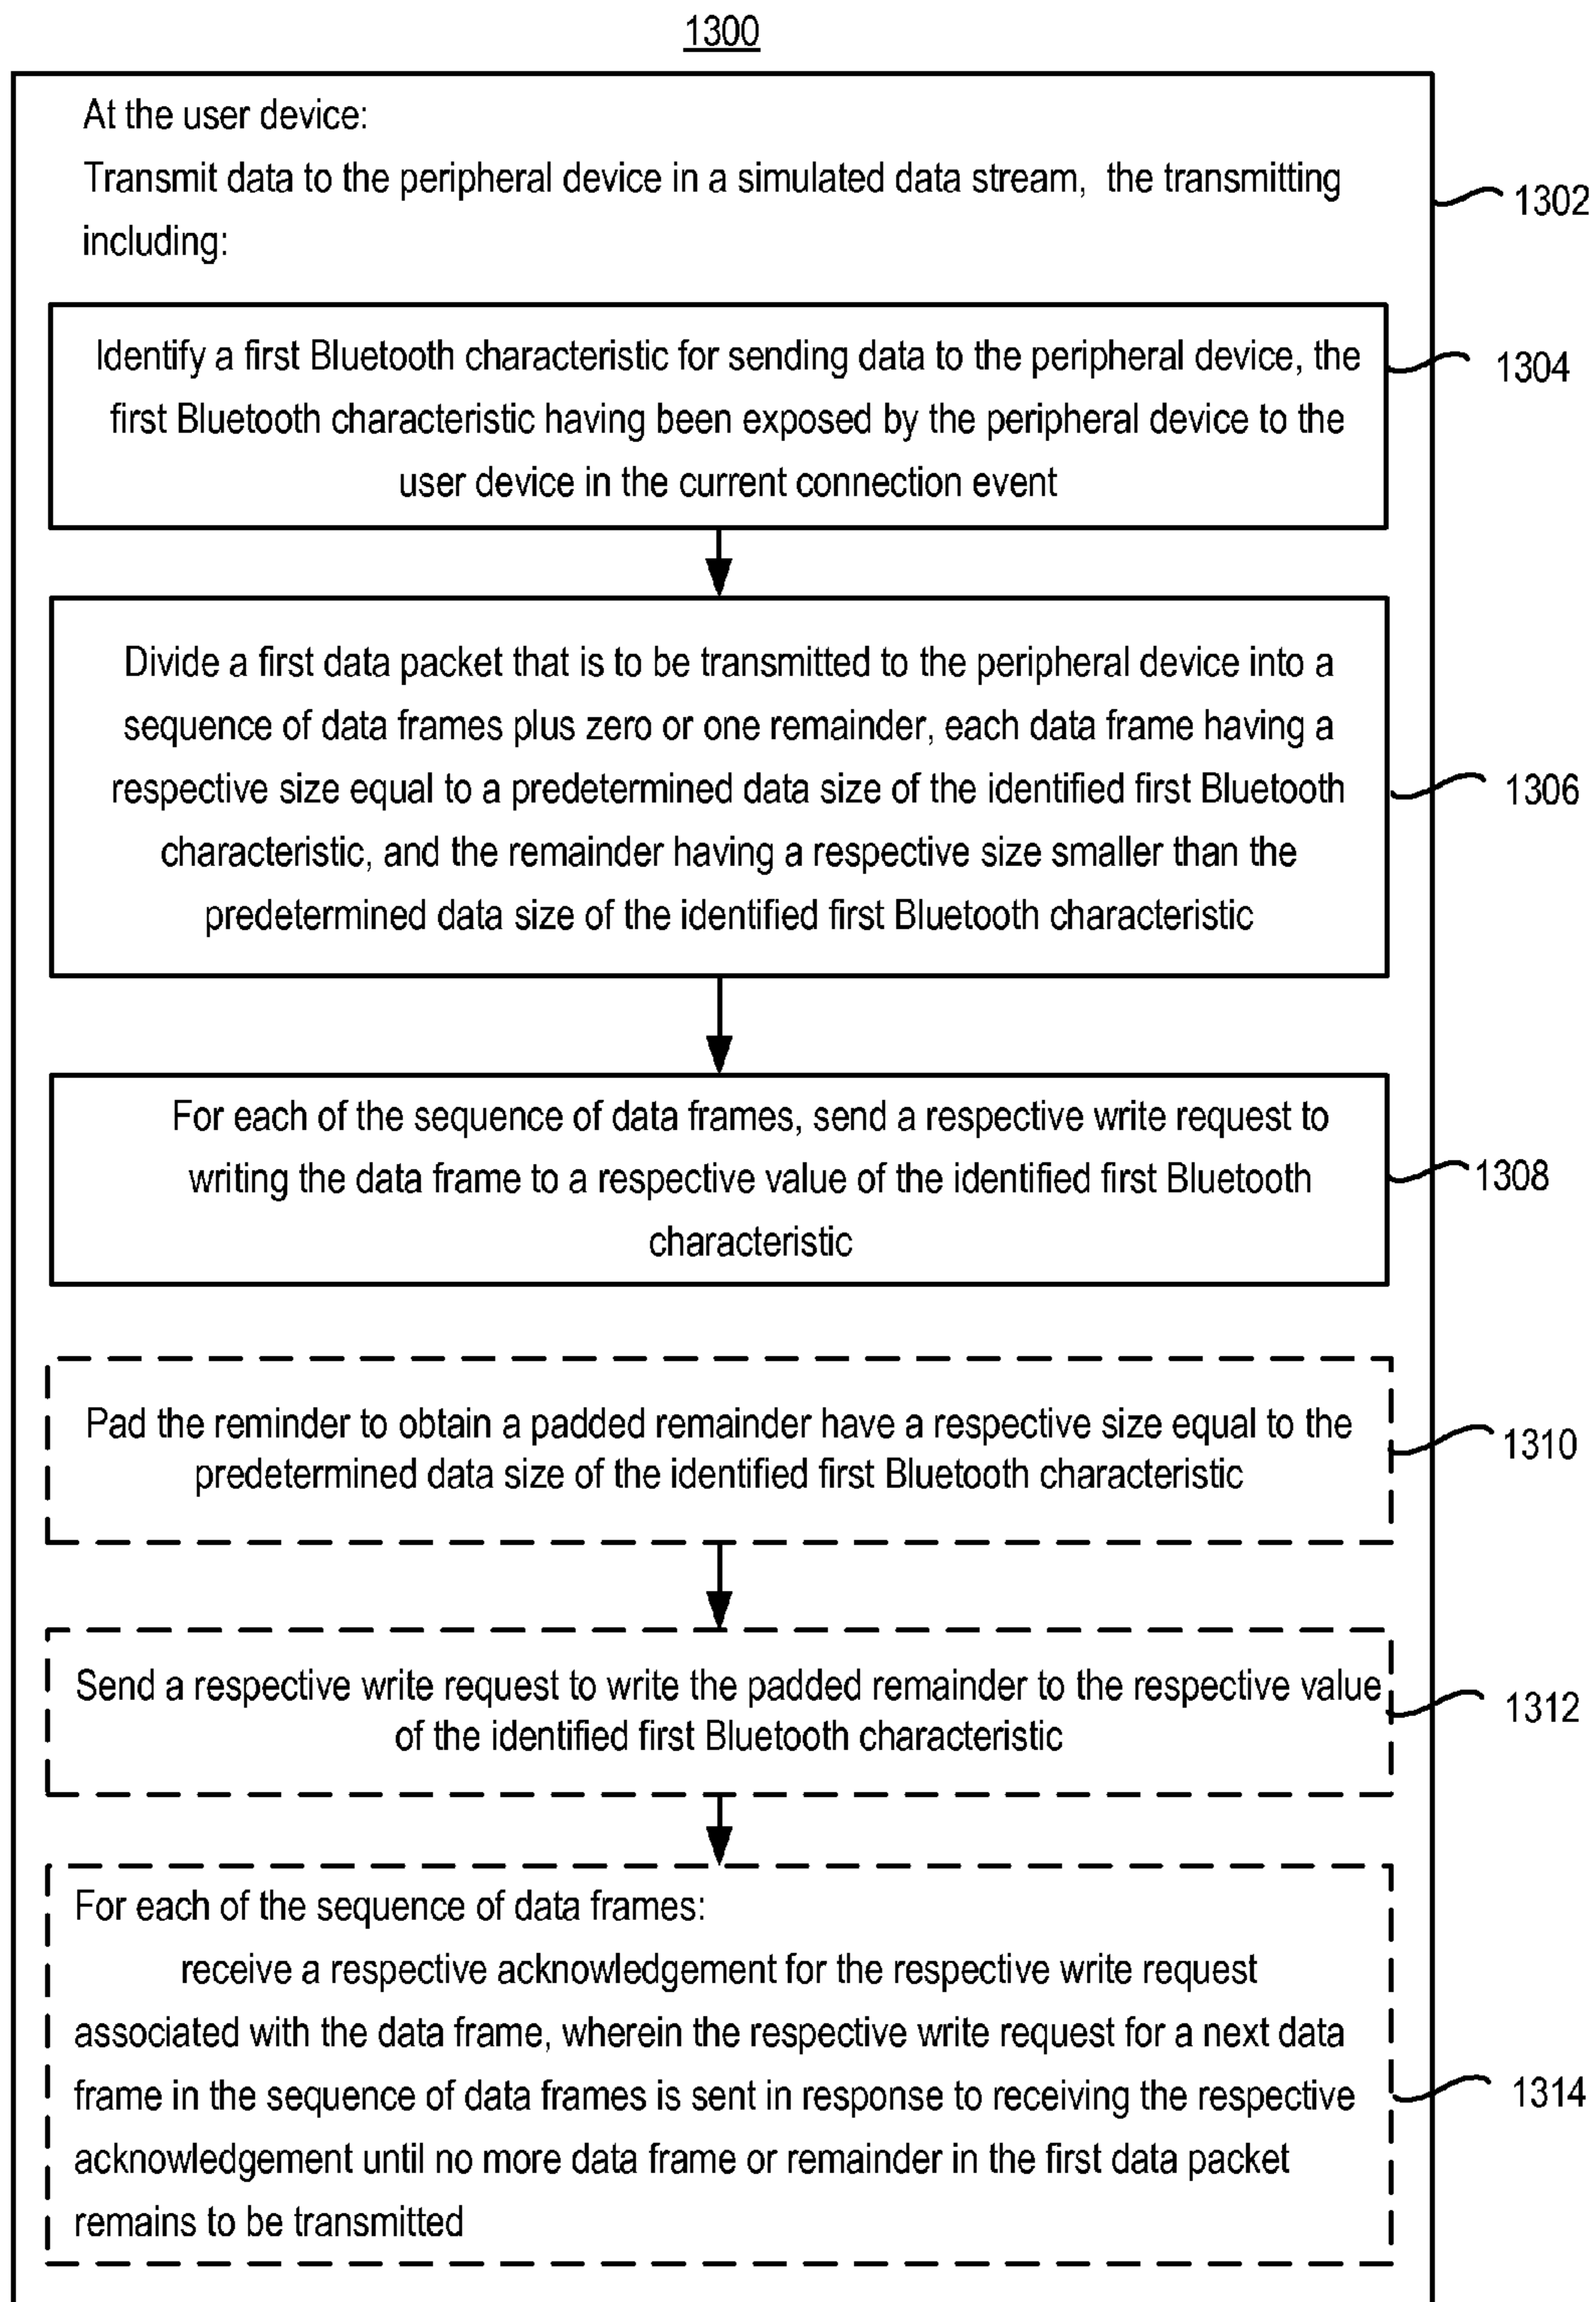 1300
At the user device:
Transmit data to the peripheral device in a simulated data stream, the transmitting
including:
1302
Identify a first Bluetooth characteristic for sending data to the peripheral device, the
first Bluetooth characteristic having been exposed by the peripheral device to the
user device in the current connection event
1304
Divide a first data packet that is to be transmitted to the peripheral device into a
sequence of data frames plus zero or one remainder, each data frame having a
respective size equal to a predetermined data size of the identified first Bluetooth
characteristic, and the remainder having a respective size smaller than the
predetermined data size of the identified first Bluetooth characteristic
1306
For each of the sequence of data frames, send a respective write request to
writing the data frame to a respective value of the identified first Bluetooth
characteristic
1308
Pad the reminder to obtain a padded remainder have a respective size equal to the
predetermined data size of the identified first Bluetooth characteristic
1310
Send a respective write request to write the padded remainder to the respective value
of the identified first Bluetooth characteristic
1312
For each of the sequence of data frames:
receive a respective acknowledgement for the respective write request
associated with the data frame, wherein the respective write request for a next data
frame in the sequence of data frames is sent in response to receiving the respective
acknowledgement until no more data frame or remainder in the first data packet
remains to be transmitted
1314